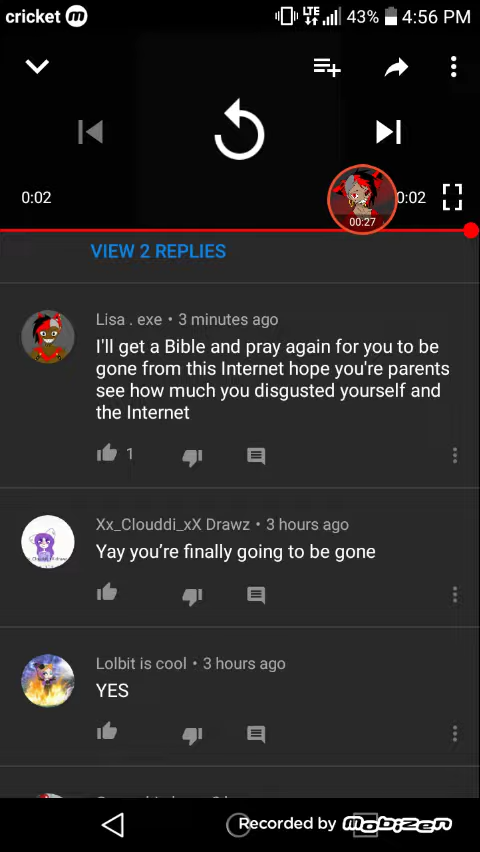 cricket m LTE 43% 4:56 PM
0:02 00:27 0:02
VIEW 2 REPLIES
Lisa . exe • 3 minutes ago
I'll get a Bible and pray again for you to be
gone from this Internet hope you're parents
see how much you disgusted yourself and
the Internet
1
Xx_Clouddi_xX Drawz • 3 hours ago
Yay you're finally going to be gone
Lolbit is cool • 3 hours ago
YES
Recorded by mobizen